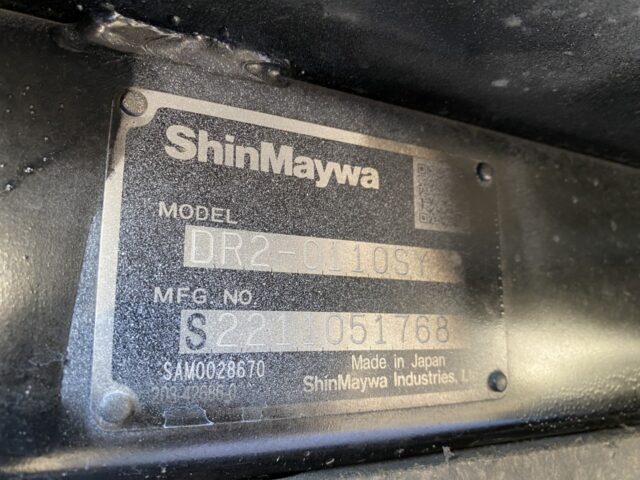 ShinMaywa
MODEL
DR2-0110SY
MFG NO.
S2211051768
SAM0028670
Made in Japan
ShinMaywa Industries,